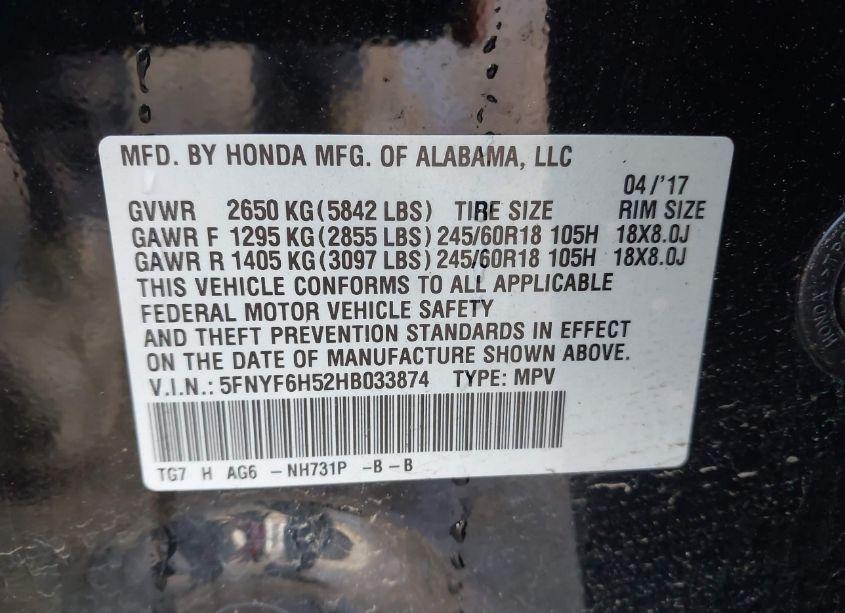 MFD. BY HONDA MFG. OF ALABAMA, LLC
04/'17
GVWR 2650 KG (5842 LBS) TIRE SIZE RIM SIZE
GAWR F 1295 KG (2855 LBS) 245/60R18 105H 18X8.0J
GAWR R 1405 KG (3097 LBS) 245/60R18 105H 18X8.0J
THIS VEHICLE CONFORMS TO ALL APPLICABLE
FEDERAL MOTOR VEHICLE SAFETY
AND THEFT PREVENTION STANDARDS IN EFFECT
ON THE DATE OF MANUFACTURE SHOWN ABOVE.
V.I.N.: 5FNYF6H52HB033874 TYPE: MPV
TG7 H AG6 -NH731P -B-B
HONDA